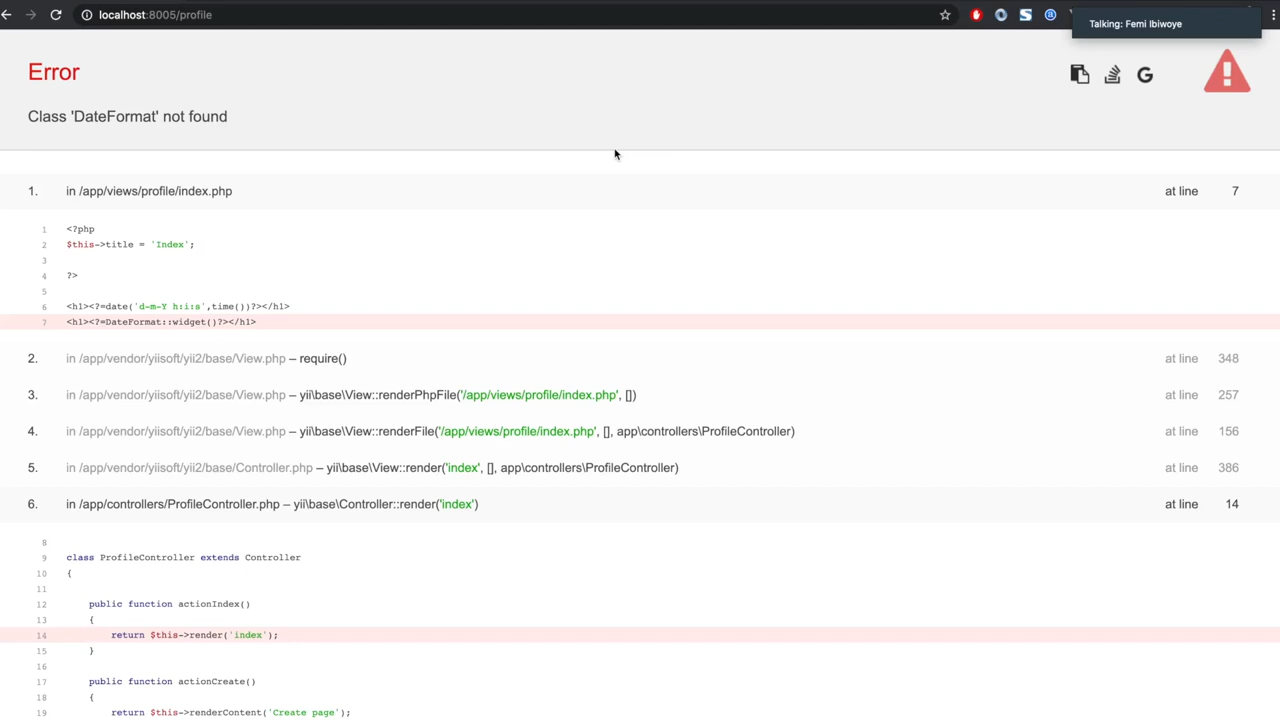 localhost:8005/profile
Talking: Femi Ibiwoye
Error
Class 'DateFormat' not found
1. in /app/views/profile/index.php at line 7
1 <?php
2 $this->title = 'Index';
3
4 ?>
5
6 <h1><?=date('d-m-Y h:i:s',time())?></h1>
7 <h1><?=DateFormat::widget()?></h1>
2. in /app/vendor/yiisoft/yii2/base/View.php – require() at line 348
3. in /app/vendor/yiisoft/yii2/base/View.php – yii\base\View::renderPhpFile('/app/views/profile/index.php', []) at line 257
4. in /app/vendor/yiisoft/yii2/base/View.php – yii\base\View::renderFile('/app/views/profile/index.php', [], app\controllers\ProfileController) at line 156
5. in /app/vendor/yiisoft/yii2/base/Controller.php – yii\base\View::render('index', [], app\controllers\ProfileController) at line 386
6. in /app/controllers/ProfileController.php – yii\base\Controller::render('index') at line 14
8
9 class ProfileController extends Controller
10 {
11
12 public function actionIndex()
13 {
14 return $this->render('index');
15 }
16
17 public function actionCreate()
18 {
19 return $this->renderContent('Create page');